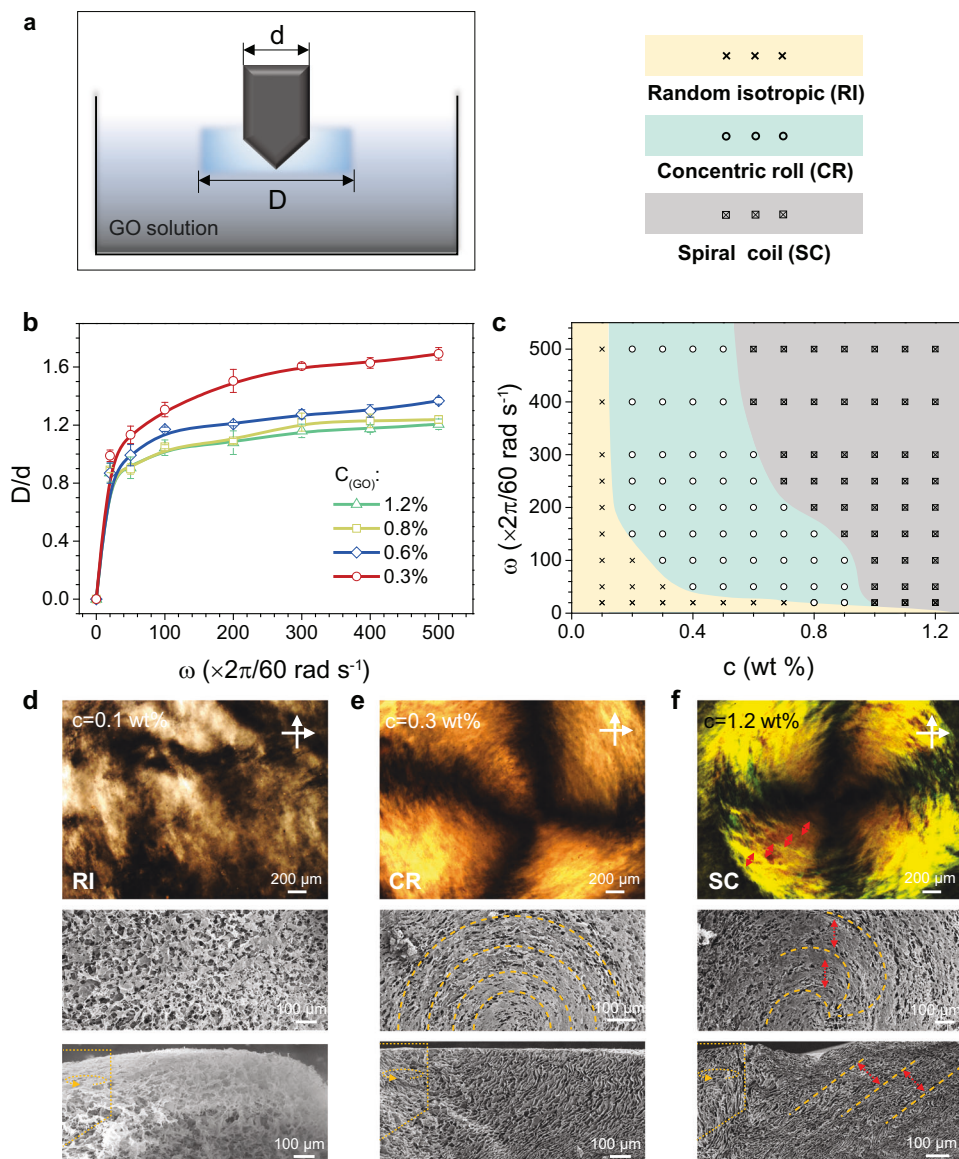 a
d
D
GO solution
Random isotropic (RI)
Concentric roll (CR)
Spiral coil (SC)
b
D/d
1.6
1.2
0.8
0.4
0.0
C(GO):
1.2%
0.8%
0.6%
0.3%
0 100 200 300 400 500
ω (×2π/60 rad s⁻¹)
c
ω (×2π/60 rad s⁻¹)
500
400
300
200
100
0
0.0 0.4 0.8 1.2
c (wt %)
d
c=0.1 wt%
RI
200 µm
100 µm
100 µm
e
c=0.3 wt%
CR
200 µm
100 µm
100 µm
f
c=1.2 wt%
SC
200 µm
100 µm
100 µm